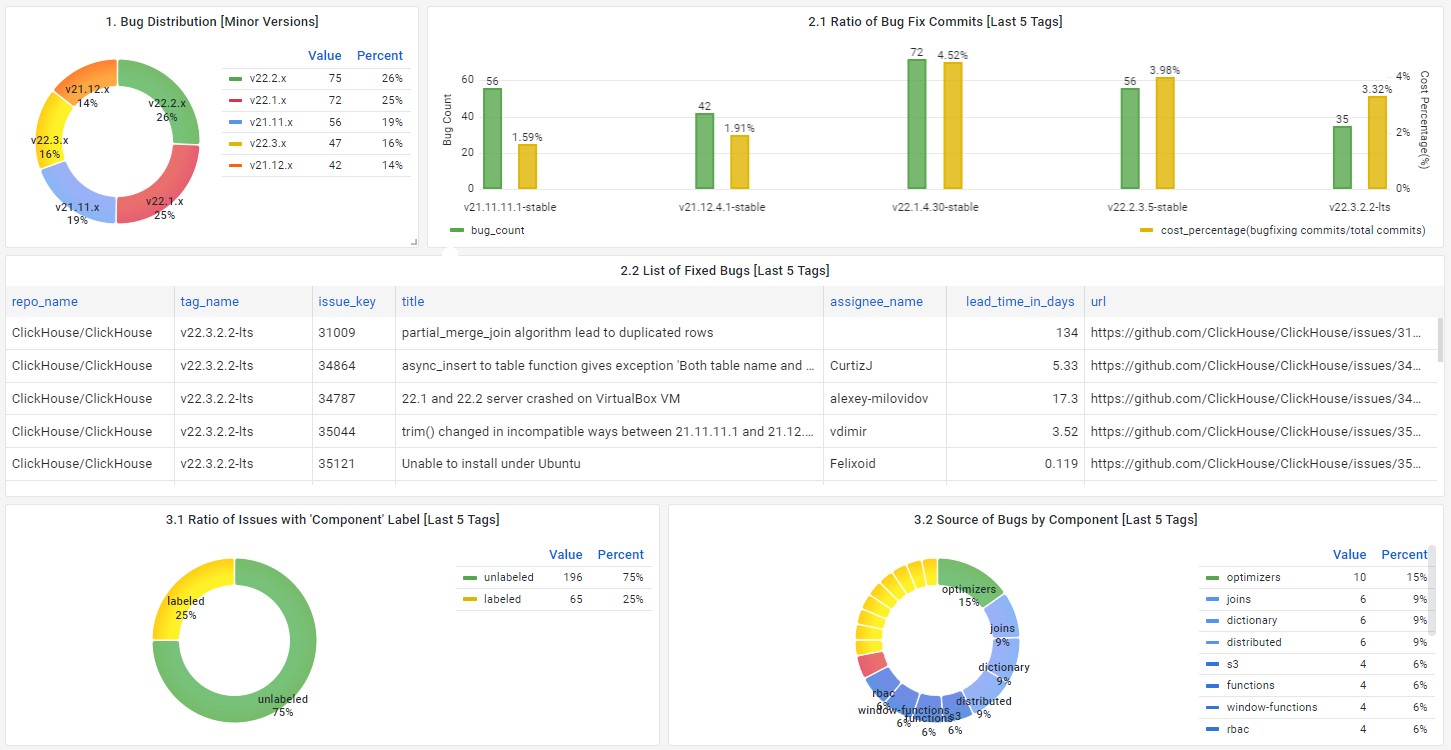 1. Bug Distribution [Minor Versions]
Value Percent
v22.2.x 75 26%
v22.1.x 72 25%
v21.11.x 56 19%
v22.3.x 47 16%
v21.12.x 42 14%
v21.12.x
14%
v22.2.x
26%
v22.3.x
16%
v21.11.x
19%
v22.1.x
25%
2.1 Ratio of Bug Fix Commits [Last 5 Tags]
Bug Count
60
40
20
0
56
1.59%
42
1.91%
72
4.52%
56
3.98%
35
3.32%
4%
2%
0%
Cost Percentage(%)
v21.11.11.1-stable
v21.12.4.1-stable
v22.1.4.30-stable
v22.2.3.5-stable
v22.3.2.2-lts
bug_count
cost_percentage(bugfixing commits/total commits)
2.2 List of Fixed Bugs [Last 5 Tags]
repo_name tag_name issue_key title assignee_name lead_time_in_days url
ClickHouse/ClickHouse v22.3.2.2-lts 31009 partial_merge_join algorithm lead to duplicated rows 134 https://github.com/ClickHouse/ClickHouse/issues/31...
ClickHouse/ClickHouse v22.3.2.2-lts 34864 async_insert to table function gives exception 'Both table name and ... CurtizJ 5.33 https://github.com/ClickHouse/ClickHouse/issues/34...
ClickHouse/ClickHouse v22.3.2.2-lts 34787 22.1 and 22.2 server crashed on VirtualBox VM alexey-milovidov 17.3 https://github.com/ClickHouse/ClickHouse/issues/34...
ClickHouse/ClickHouse v22.3.2.2-lts 35044 trim() changed in incompatible ways between 21.11.11.1 and 21.12.... vdimir 3.52 https://github.com/ClickHouse/ClickHouse/issues/35...
ClickHouse/ClickHouse v22.3.2.2-lts 35121 Unable to install under Ubuntu Felixoid 0.119 https://github.com/ClickHouse/ClickHouse/issues/35...
3.1 Ratio of Issues with 'Component' Label [Last 5 Tags]
Value Percent
unlabeled 196 75%
labeled 65 25%
labeled
25%
unlabeled
75%
3.2 Source of Bugs by Component [Last 5 Tags]
Value Percent
optimizers 10 15%
joins 6 9%
dictionary 6 9%
distributed 6 9%
s3 4 6%
functions 4 6%
window-functions 4 6%
rbac 4 6%
optimizers
15%
joins
9%
dictionary
9%
distributed
9%
s3
6%
functions
6%
window-functions
6%
rbac
6%